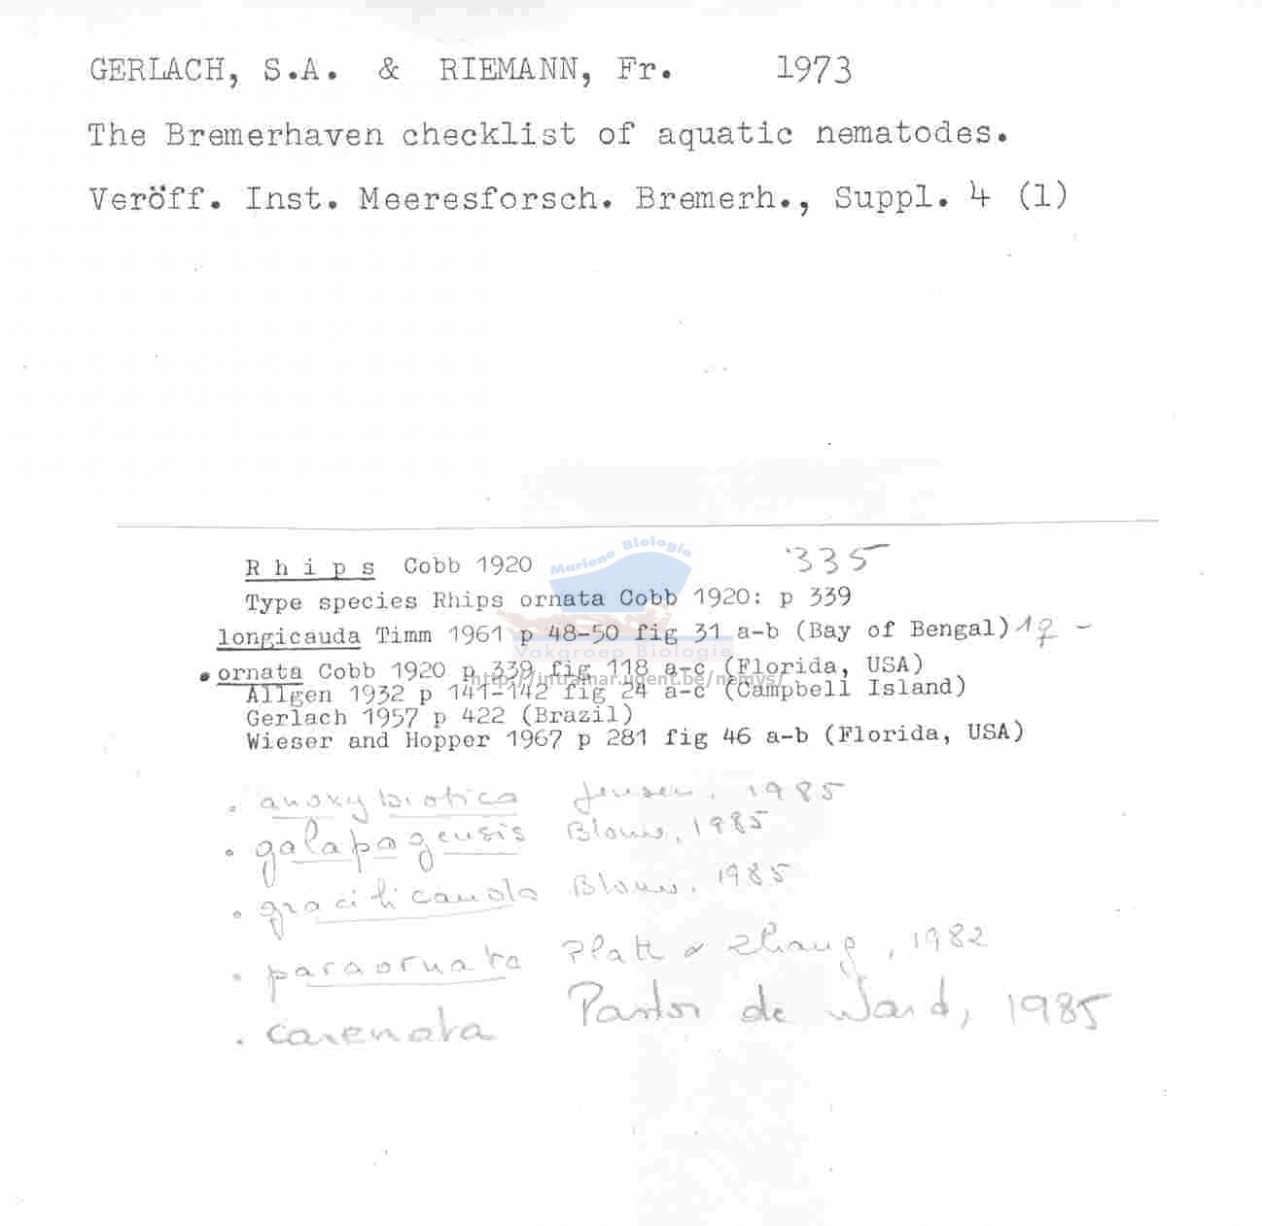 GERLACH, S.A. & RIEMANN, Fr. 1973
The Bremerhaven checklist of aquatic nematodes.
Veröff. Inst. Meeresforsch. Bremerh., Suppl. 4 (1)
Mariene Biologie
R h i p s Cobb 1920 335
Type species Rhips ornata Cobb 1920: p 339
longicauda Timm 1961 p 48-50 fig 31 a-b (Bay of Bengal) 1♀ -
Vakgroep Biologie
• ornata Cobb 1920 p 339 fig 118 a-c (Florida, USA)
http://intramar.ugent.be/nemys/
Allgen 1932 p 141-142 fig 24 a-c (Campbell Island)
Gerlach 1957 p 422 (Brazil)
Wieser and Hopper 1967 p 281 fig 46 a-b (Florida, USA)
. anoxybiotica Jensen, 1985
. galapagensis Blome, 1985
. gracilicauda Blome, 1985
. paraornata Platt & Zhang, 1982
. carenata Pastor de Ward, 1985